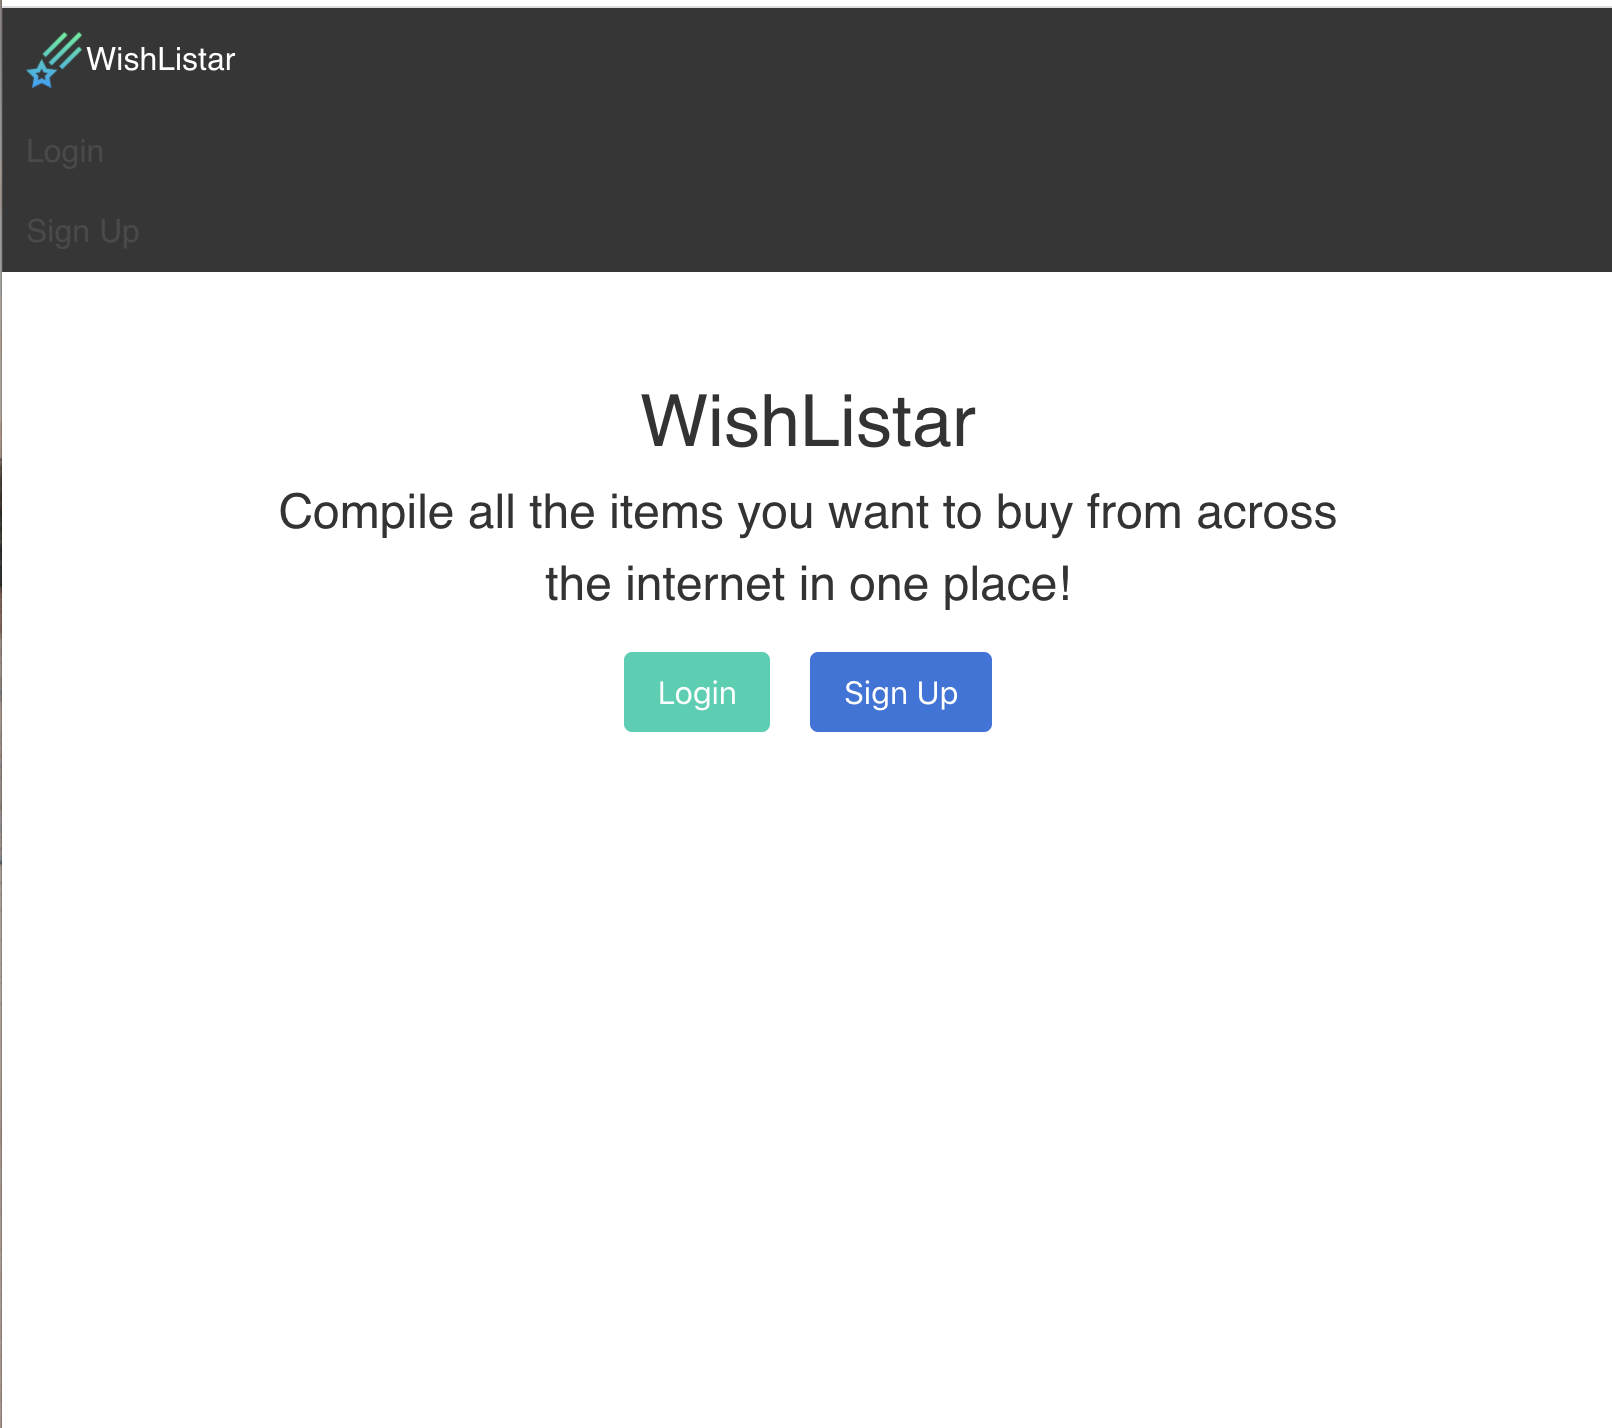 WishListar
Login
Sign Up
WishListar
Compile all the items you want to buy from across
the internet in one place!
Login
Sign Up